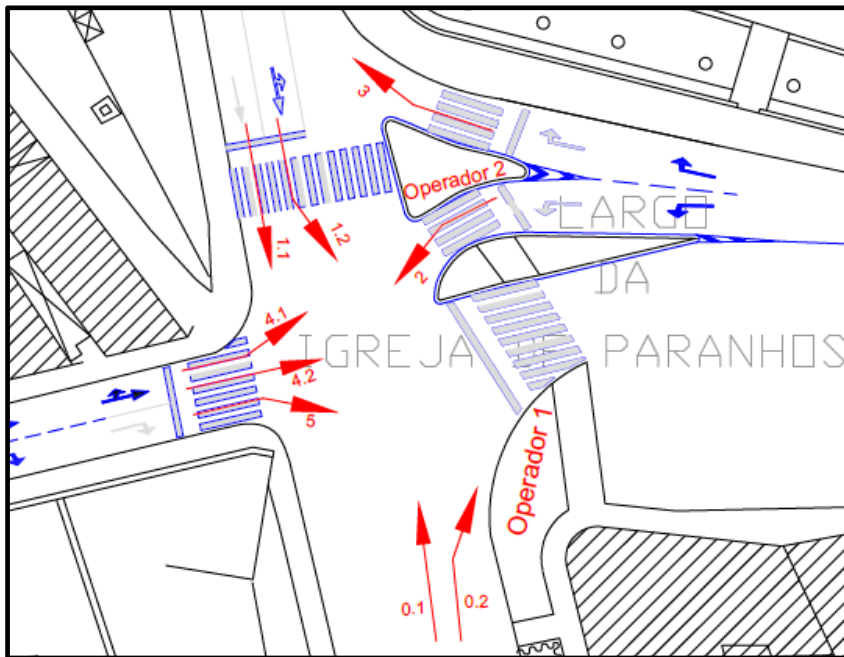 3
Operador 2
1.1
1.2
2
LARGO
DA
IGREJA DE PARANHOS
4.1
4.2
5
Operador 1
0.1
0.2